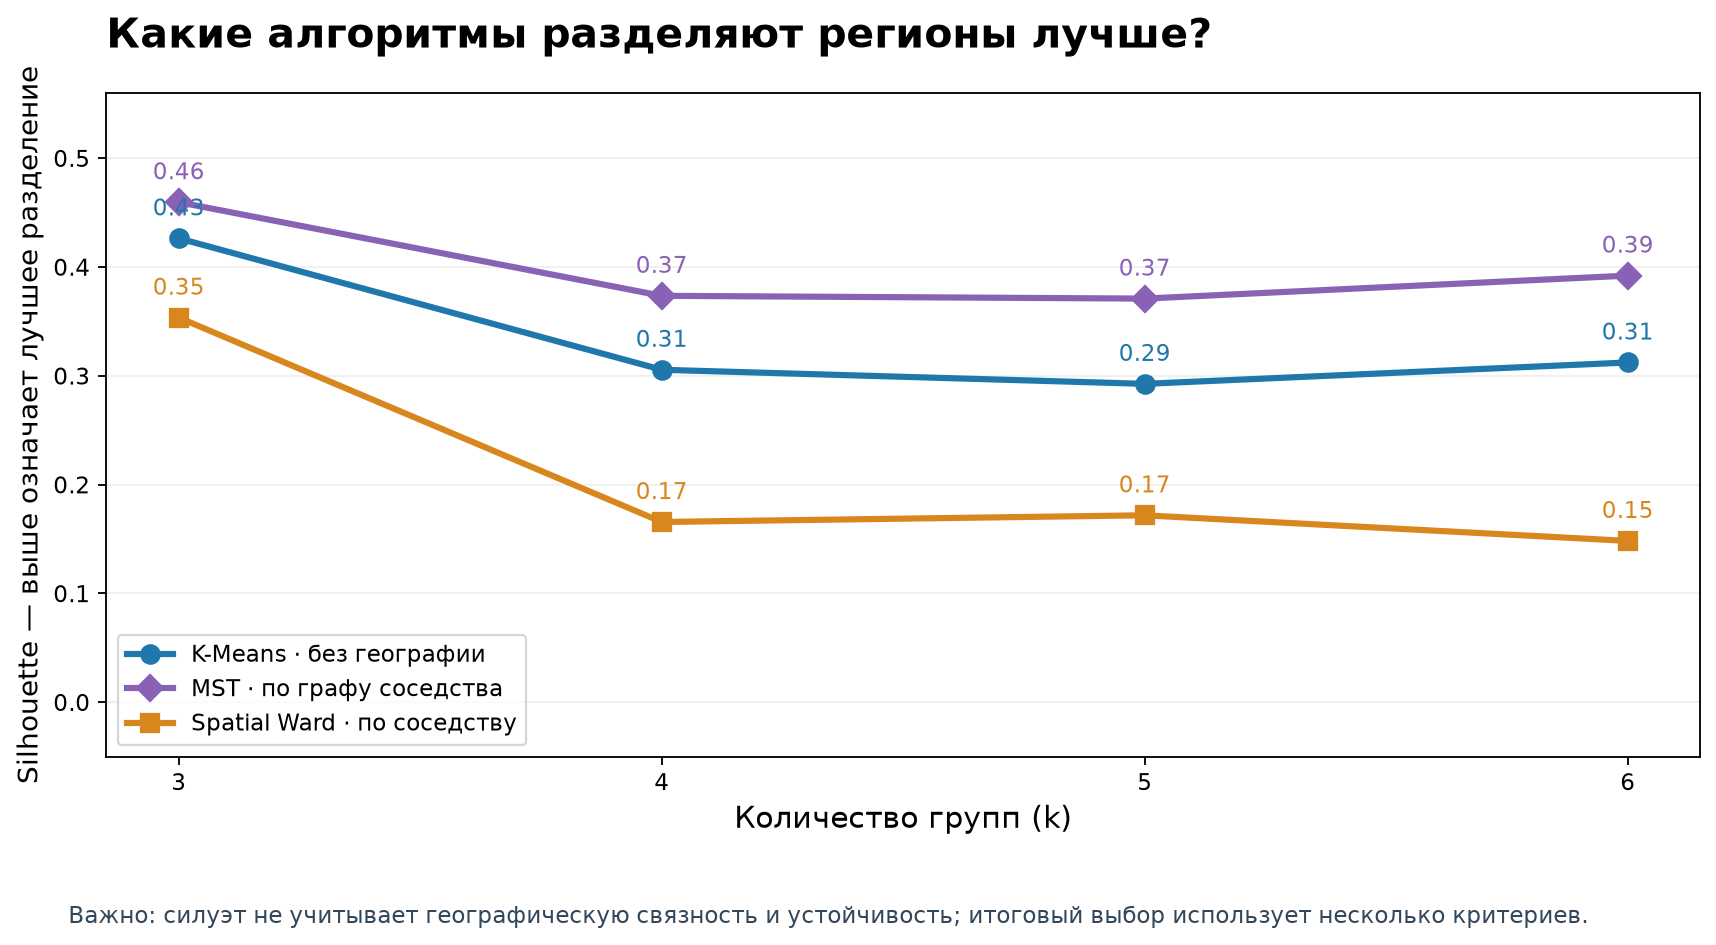 Какие алгоритмы разделяют регионы лучше?
Silhouette — выше означает лучшее разделение
0.5
0.4
0.3
0.2
0.1
0.0
0.46
0.43
0.35
0.37
0.31
0.17
0.37
0.29
0.17
0.39
0.31
0.15
K-Means · без географии
MST · по графу соседства
Spatial Ward · по соседству
3 4 5 6
Количество групп (k)
Важно: силуэт не учитывает географическую связность и устойчивость; итоговый выбор использует несколько критериев.